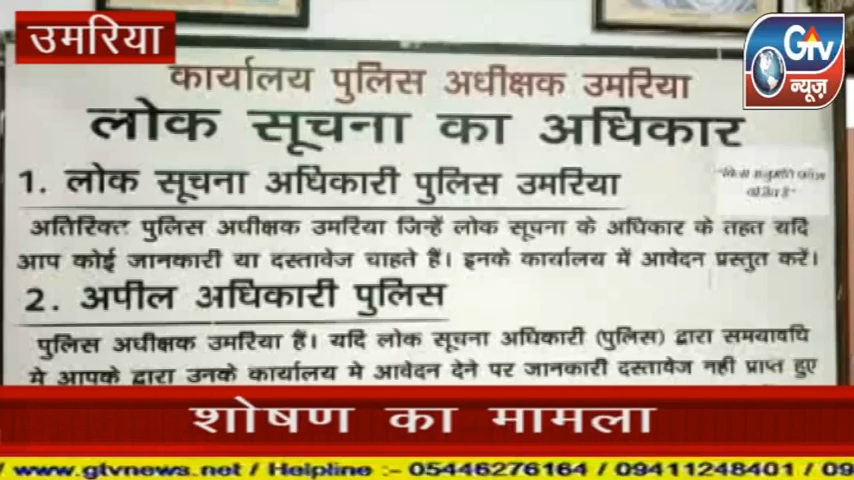 उमरिया
Gtv
न्यूज़
कार्यालय पुलिस अधीक्षक उमरिया
लोक सूचना का अधिकार
1. लोक सूचना अधिकारी पुलिस उमरिया
अतिरिक्त पुलिस अधीक्षक उमरिया जिन्हें लोक सूचना के अधिकार के तहत यदि
आप कोई जानकारी या दस्तावेज चाहते हैं। इनके कार्यालय में आवेदन प्रस्तुत करें।
2. अपील अधिकारी पुलिस
पुलिस अधीक्षक उमरिया हैं। यदि लोक सूचना अधिकारी (पुलिस) द्वारा समयावधि
मे आपके द्वारा उनके कार्यालय मे आवेदन देने पर जानकारी दस्तावेज नही प्राप्त हुए
शोषण का मामला
/ www.gtvnews.net / Helpline :- 05446276164 / 09411248401 / 09